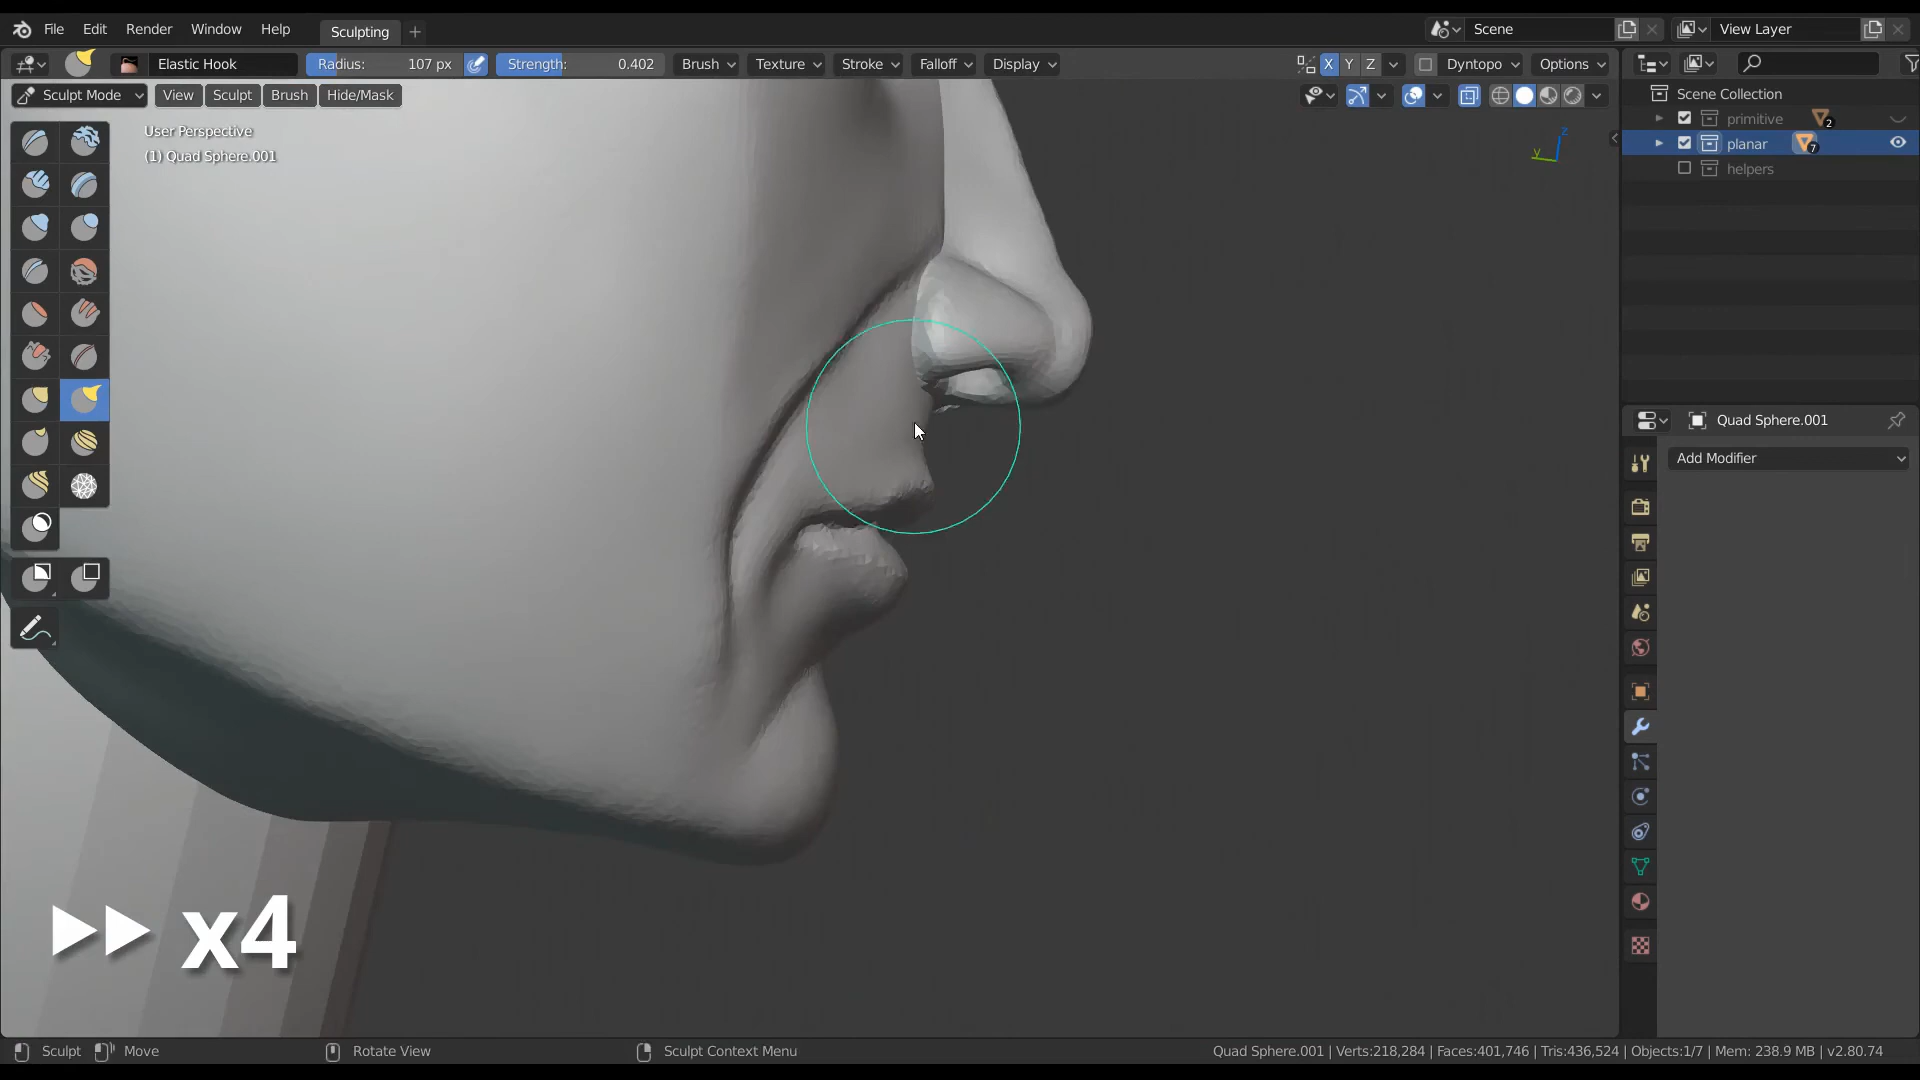 File Edit Render Window Help Sculpting + Scene View Layer
Elastic Hook Radius: 107 px Strength: 0.402 Brush Texture Stroke Falloff Display X Y Z Dyntopo Options
Sculpt Mode View Sculpt Brush Hide/Mask
Scene Collection
primitive 2
planar 7
helpers
User Perspective
(1) Quad Sphere.001
z
y
Quad Sphere.001
Add Modifier
x4
Sculpt Move Rotate View Sculpt Context Menu Quad Sphere.001 | Verts:218,284 | Faces:401,746 | Tris:436,524 | Objects:1/7 | Mem: 238.9 MB | v2.80.74